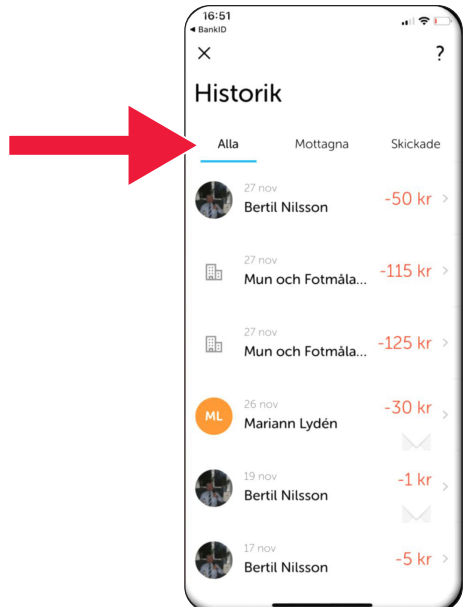 16:51
◀ BankID
?
Historik
Alla Mottagna Skickade
27 nov
Bertil Nilsson -50 kr
27 nov
Mun och Fotmåla... -115 kr
27 nov
Mun och Fotmåla... -125 kr
ML
26 nov
Mariann Lydén -30 kr
19 nov
Bertil Nilsson -1 kr
17 nov
Bertil Nilsson -5 kr